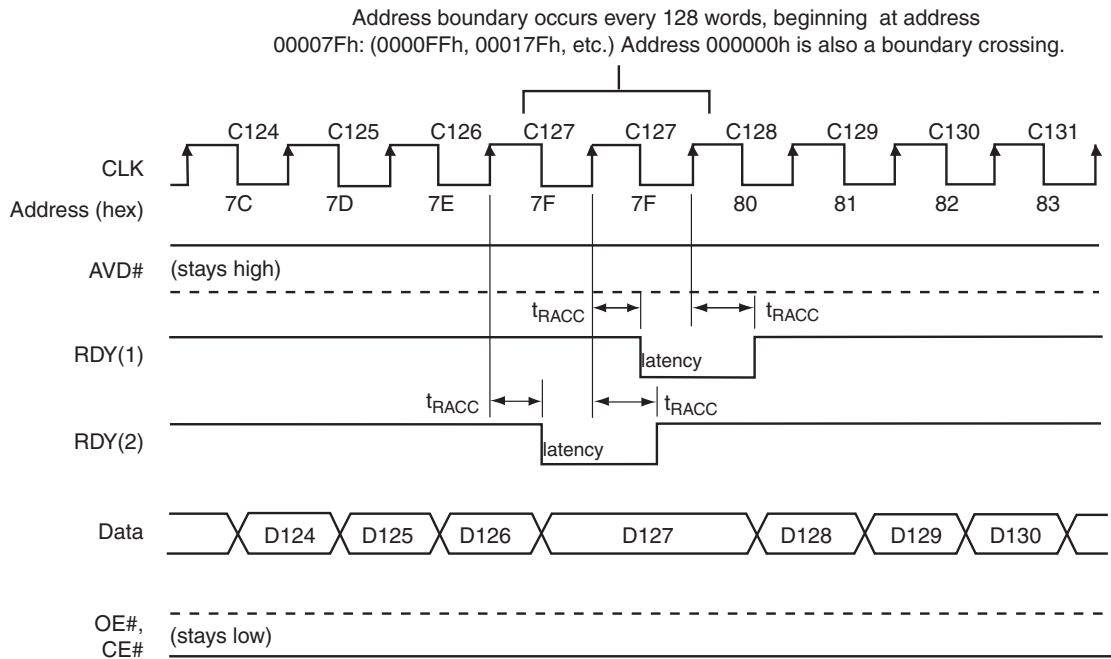 Address boundary occurs every 128 words, beginning at address
00007Fh: (0000FFh, 00017Fh, etc.) Address 000000h is also a boundary crossing.
C124 C125 C126 C127 C127 C128 C129 C130 C131
CLK
Address (hex) 7C 7D 7E 7F 7F 80 81 82 83
AVD# (stays high)
tRACC tRACC
RDY(1) latency
tRACC tRACC
RDY(2) latency
Data D124 D125 D126 D127 D128 D129 D130
OE#,
CE# (stays low)